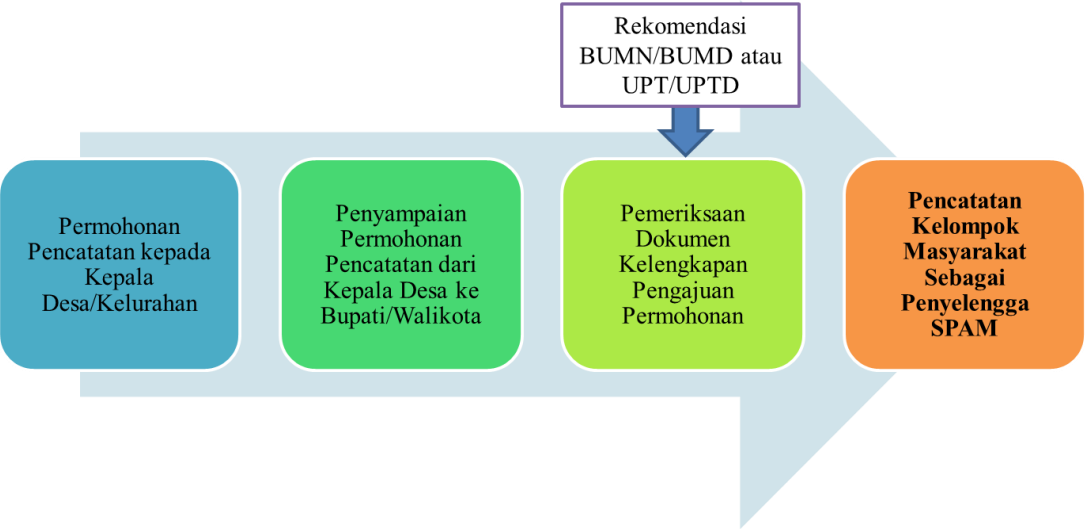 Rekomendasi
BUMN/BUMD atau
UPT/UPTD
Permohonan
Pencatatan kepada
Kepala
Desa/Kelurahan
Penyampaian
Permohonan
Pencatatan dari
Kepala Desa ke
Bupati/Walikota
Pemeriksaan
Dokumen
Kelengkapan
Pengajuan
Permohonan
Pencatatan
Kelompok
Masyarakat
Sebagai
Penyelengga
SPAM